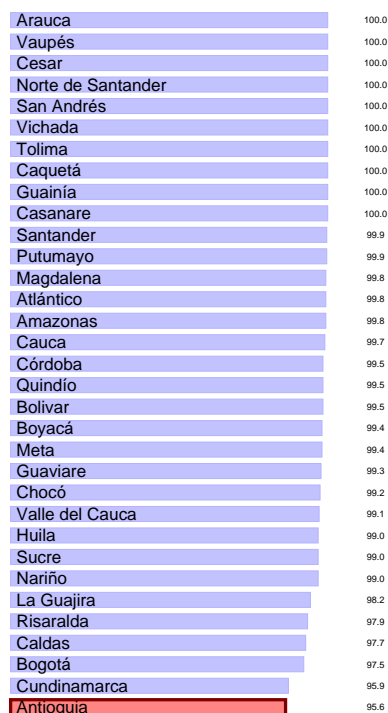 Arauca 100.0
Vaupés 100.0
Cesar 100.0
Norte de Santander 100.0
San Andrés 100.0
Vichada 100.0
Tolima 100.0
Caquetá 100.0
Guainía 100.0
Casanare 100.0
Santander 99.9
Putumayo 99.9
Magdalena 99.8
Atlántico 99.8
Amazonas 99.8
Cauca 99.7
Córdoba 99.5
Quindío 99.5
Bolivar 99.5
Boyacá 99.4
Meta 99.4
Guaviare 99.3
Chocó 99.2
Valle del Cauca 99.1
Huila 99.0
Sucre 99.0
Nariño 99.0
La Guajira 98.2
Risaralda 97.9
Caldas 97.7
Bogotá 97.5
Cundinamarca 95.9
Antioquia 95.6